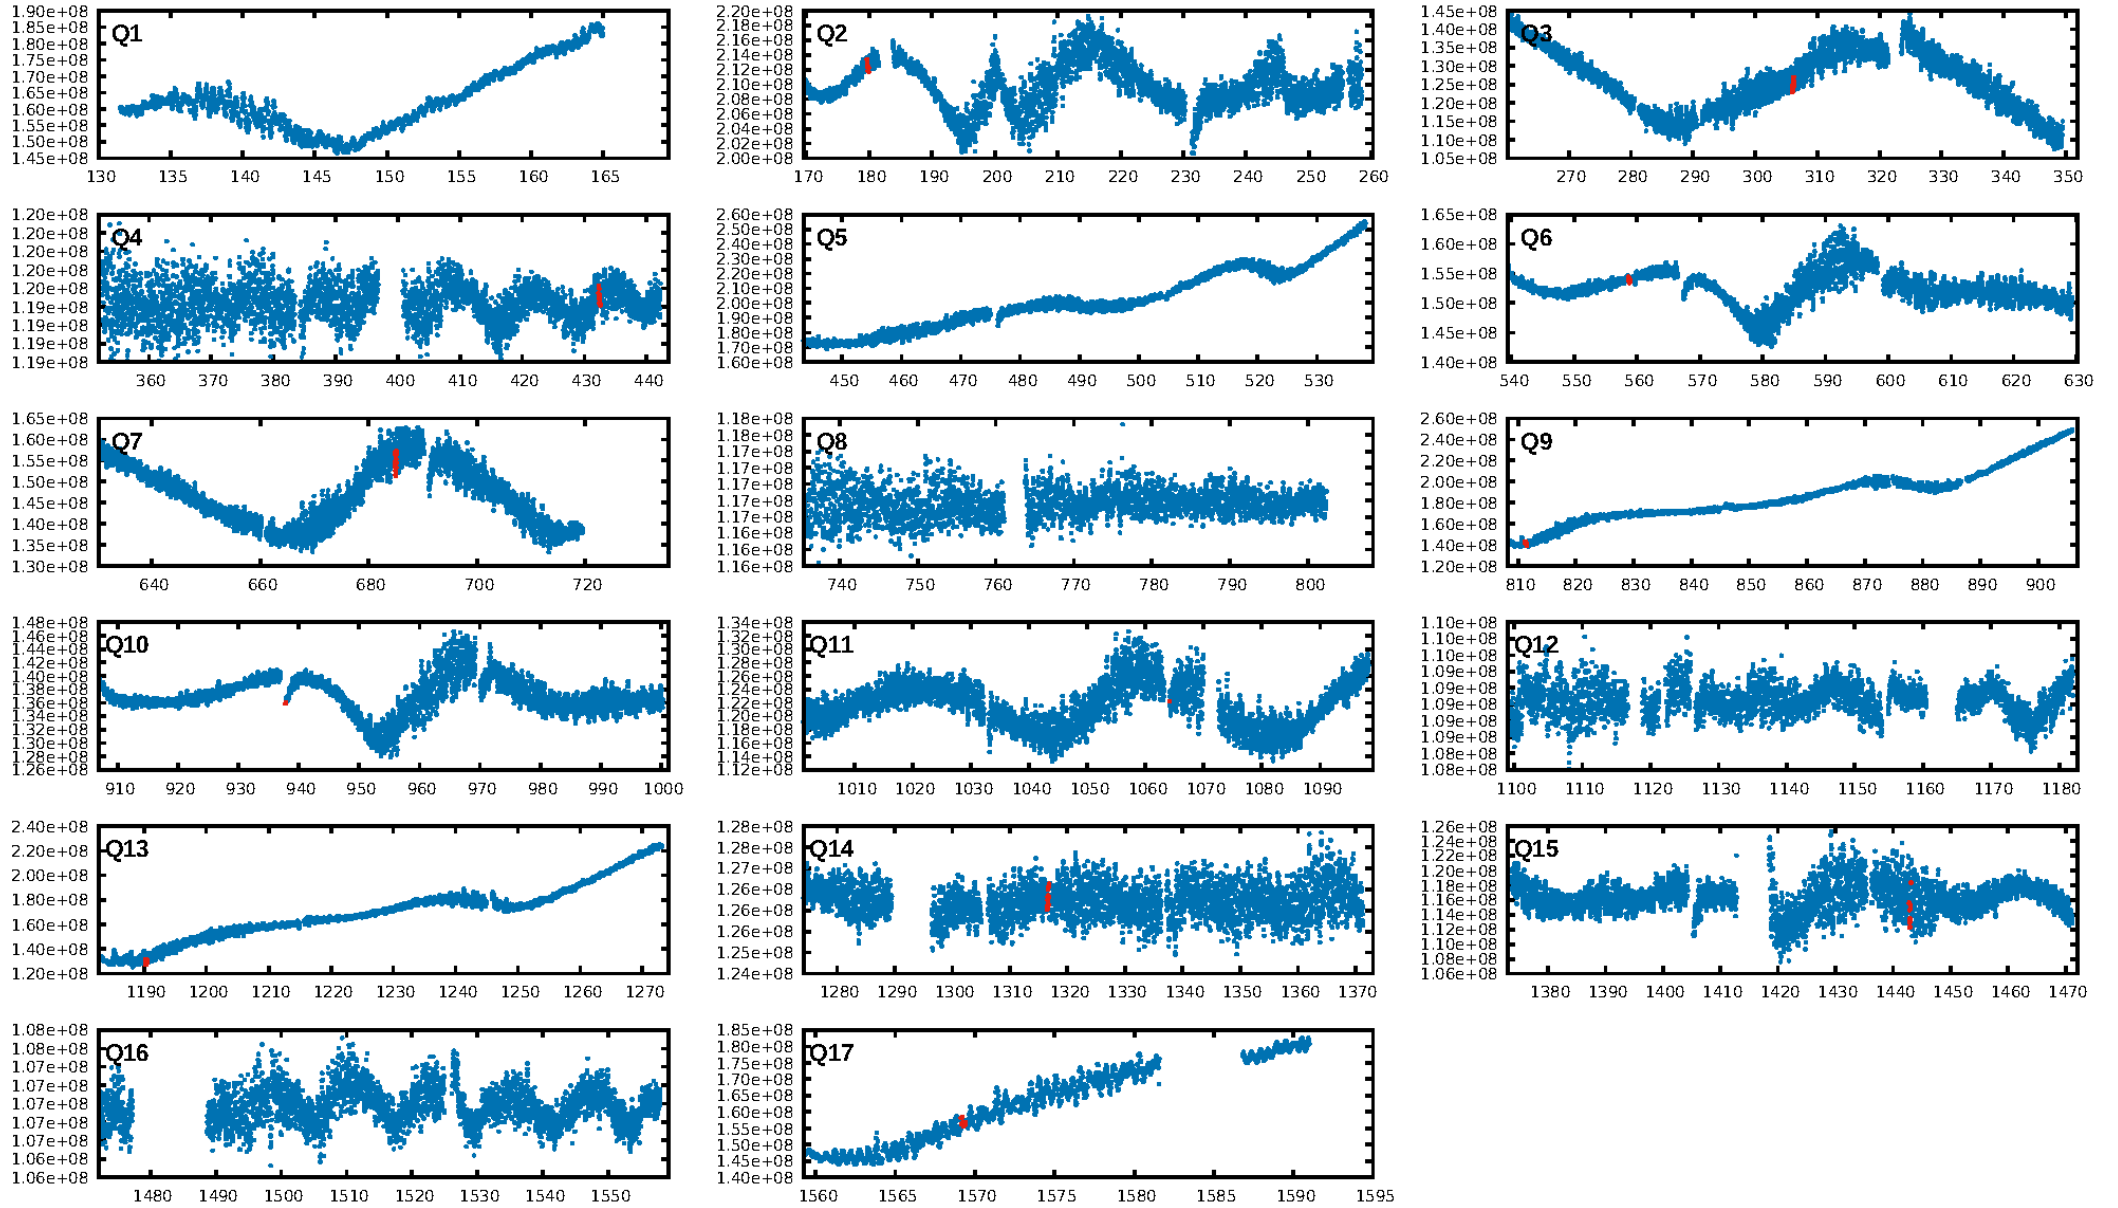 1.90e+08
1.85e+08
1.80e+08
1.75e+08
1.70e+08
1.65e+08
1.60e+08
1.55e+08
1.50e+08
1.45e+08
Q1
130 135 140 145 150 155 160 165
2.20e+08
2.18e+08
2.16e+08
2.14e+08
2.12e+08
2.10e+08
2.08e+08
2.06e+08
2.04e+08
2.02e+08
2.00e+08
Q2
170 180 190 200 210 220 230 240 250 260
1.45e+08
1.40e+08
1.35e+08
1.30e+08
1.25e+08
1.20e+08
1.15e+08
1.10e+08
1.05e+08
Q3
270 280 290 300 310 320 330 340 350
1.20e+08
1.20e+08
1.20e+08
1.20e+08
1.20e+08
1.19e+08
1.19e+08
1.19e+08
1.19e+08
Q4
360 370 380 390 400 410 420 430 440
2.60e+08
2.50e+08
2.40e+08
2.30e+08
2.20e+08
2.10e+08
2.00e+08
1.90e+08
1.80e+08
1.70e+08
1.60e+08
Q5
450 460 470 480 490 500 510 520 530
1.65e+08
1.60e+08
1.55e+08
1.50e+08
1.45e+08
1.40e+08
Q6
540 550 560 570 580 590 600 610 620 630
1.65e+08
1.60e+08
1.55e+08
1.50e+08
1.45e+08
1.40e+08
1.35e+08
1.30e+08
Q7
640 660 680 700 720
1.18e+08
1.18e+08
1.17e+08
1.17e+08
1.17e+08
1.17e+08
1.17e+08
1.16e+08
1.16e+08
Q8
740 750 760 770 780 790 800
2.60e+08
2.40e+08
2.20e+08
2.00e+08
1.80e+08
1.60e+08
1.40e+08
1.20e+08
Q9
810 820 830 840 850 860 870 880 890 900
1.48e+08
1.46e+08
1.44e+08
1.42e+08
1.40e+08
1.38e+08
1.36e+08
1.34e+08
1.32e+08
1.30e+08
1.28e+08
1.26e+08
Q10
910 920 930 940 950 960 970 980 990 1000
1.34e+08
1.32e+08
1.30e+08
1.28e+08
1.26e+08
1.24e+08
1.22e+08
1.20e+08
1.18e+08
1.16e+08
1.14e+08
1.12e+08
Q11
1010 1020 1030 1040 1050 1060 1070 1080 1090
1.10e+08
1.10e+08
1.10e+08
1.09e+08
1.09e+08
1.09e+08
1.09e+08
1.09e+08
1.08e+08
1.08e+08
Q12
1100 1110 1120 1130 1140 1150 1160 1170 1180
2.40e+08
2.20e+08
2.00e+08
1.80e+08
1.60e+08
1.40e+08
1.20e+08
Q13
1190 1200 1210 1220 1230 1240 1250 1260 1270
1.28e+08
1.28e+08
1.27e+08
1.26e+08
1.26e+08
1.25e+08
1.25e+08
1.24e+08
Q14
1280 1290 1300 1310 1320 1330 1340 1350 1360 1370
1.26e+08
1.24e+08
1.22e+08
1.20e+08
1.18e+08
1.16e+08
1.14e+08
1.12e+08
1.10e+08
1.08e+08
1.06e+08
Q15
1380 1390 1400 1410 1420 1430 1440 1450 1460 1470
1.08e+08
1.08e+08
1.07e+08
1.07e+08
1.07e+08
1.07e+08
1.07e+08
1.06e+08
1.06e+08
Q16
1480 1490 1500 1510 1520 1530 1540 1550
1.85e+08
1.80e+08
1.75e+08
1.70e+08
1.65e+08
1.60e+08
1.55e+08
1.50e+08
1.45e+08
1.40e+08
Q17
1560 1565 1570 1575 1580 1585 1590 1595